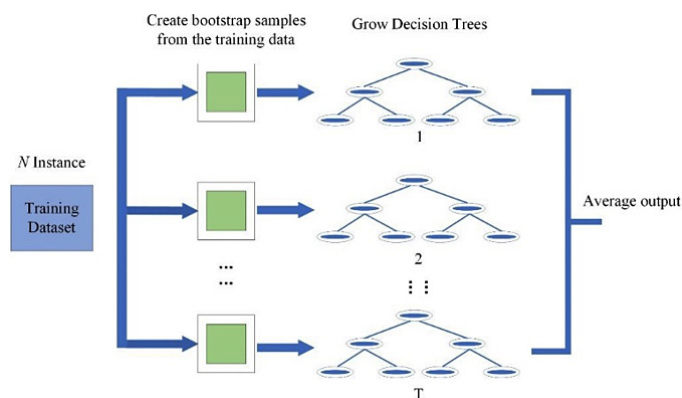 Create bootstrap samples
from the training data
Grow Decision Trees
1
N Instance
Training
Dataset
Average output
2
...
...
T